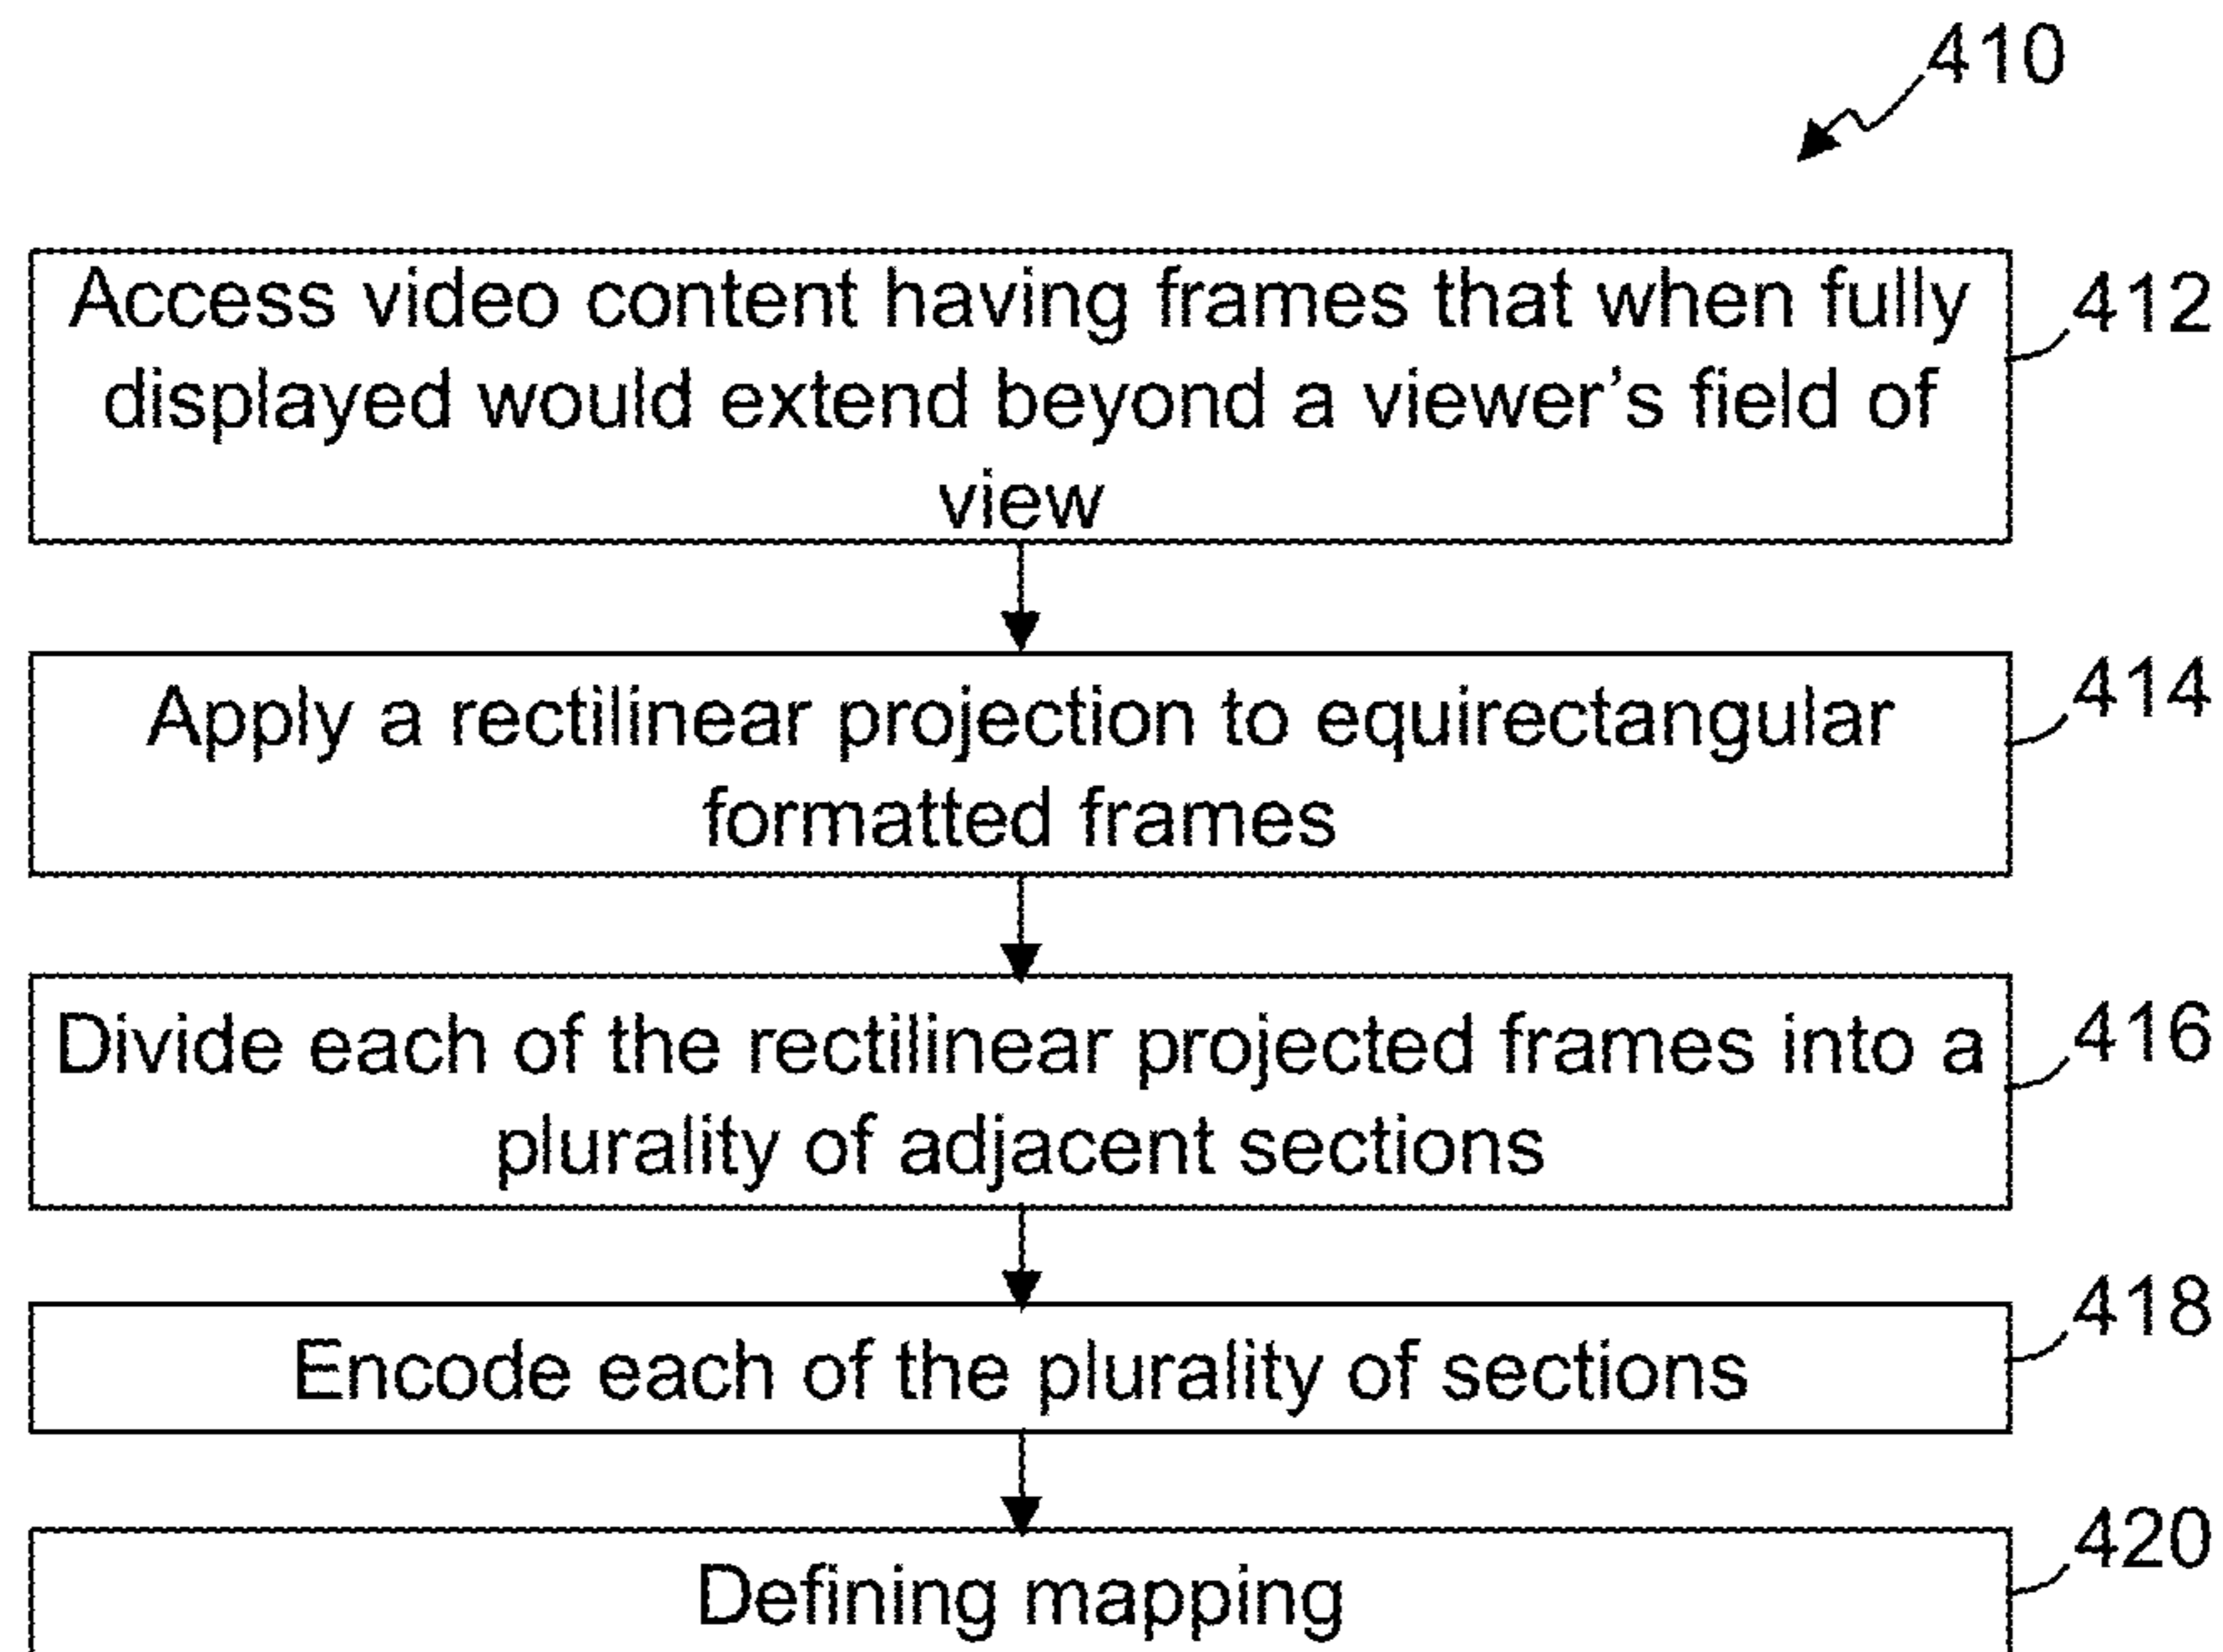 410
Access video content having frames that when fully
displayed would extend beyond a viewer’s field of
view
412
Apply a rectilinear projection to equirectangular
formatted frames
414
Divide each of the rectilinear projected frames into a
plurality of adjacent sections
416
Encode each of the plurality of sections
418
Defining mapping
420